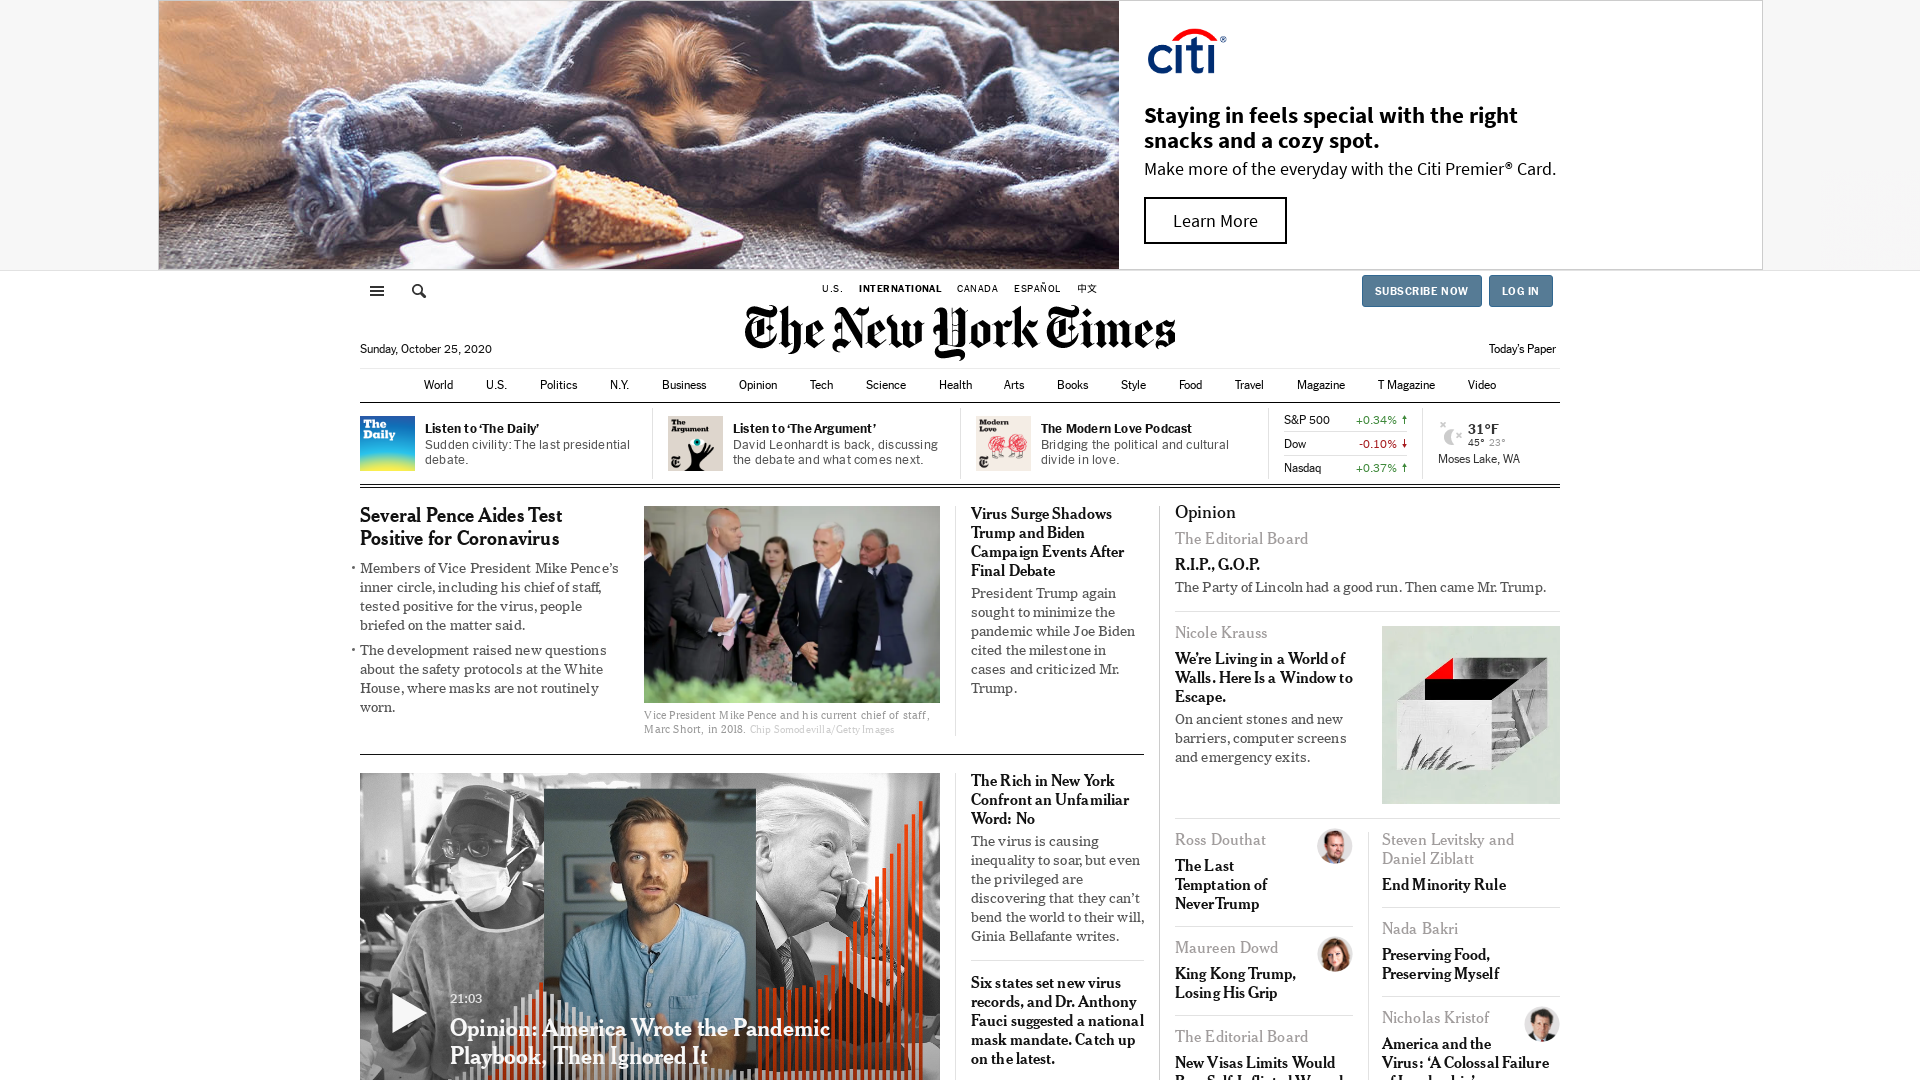 citi®
Staying in feels special with the right
snacks and a cozy spot.
Make more of the everyday with the Citi Premier® Card.
Learn More
U.S. INTERNATIONAL CANADA ESPAÑOL 中文
SUBSCRIBE NOW LOG IN
The New York Times
Sunday, October 25, 2020
Today’s Paper
World U.S. Politics N.Y. Business Opinion Tech Science Health Arts Books Style Food Travel Magazine T Magazine Video
The
Daily
Listen to ‘The Daily’
Sudden civility: The last presidential
debate.
The
Argument
Listen to ‘The Argument’
David Leonhardt is back, discussing
the debate and what comes next.
Modern
Love
The Modern Love Podcast
Bridging the political and cultural
divide in love.
S&P 500 +0.34%
Dow -0.10%
Nasdaq +0.37%
31°F
45° 23°
Moses Lake, WA
Several Pence Aides Test
Positive for Coronavirus
• Members of Vice President Mike Pence’s
inner circle, including his chief of staff,
tested positive for the virus, people
briefed on the matter said.
• The development raised new questions
about the safety protocols at the White
House, where masks are not routinely
worn.
Vice President Mike Pence and his current chief of staff,
Marc Short, in 2018. Chip Somodevilla/Getty Images
Virus Surge Shadows
Trump and Biden
Campaign Events After
Final Debate
President Trump again
sought to minimize the
pandemic while Joe Biden
cited the milestone in
cases and criticized Mr.
Trump.
21:03
Opinion: America Wrote the Pandemic
Playbook, Then Ignored It
The Rich in New York
Confront an Unfamiliar
Word: No
The virus is causing
inequality to soar, but even
the privileged are
discovering that they can’t
bend the world to their will,
Ginia Bellafante writes.
Six states set new virus
records, and Dr. Anthony
Fauci suggested a national
mask mandate. Catch up
on the latest.
Opinion
The Editorial Board
R.I.P., G.O.P.
The Party of Lincoln had a good run. Then came Mr. Trump.
Nicole Krauss
We’re Living in a World of
Walls. Here Is a Window to
Escape.
On ancient stones and new
barriers, computer screens
and emergency exits.
Ross Douthat
The Last
Temptation of
NeverTrump
Maureen Dowd
King Kong Trump,
Losing His Grip
The Editorial Board
New Visas Limits Would
Steven Levitsky and
Daniel Ziblatt
End Minority Rule
Nada Bakri
Preserving Food,
Preserving Myself
Nicholas Kristof
America and the
Virus: ‘A Colossal Failure